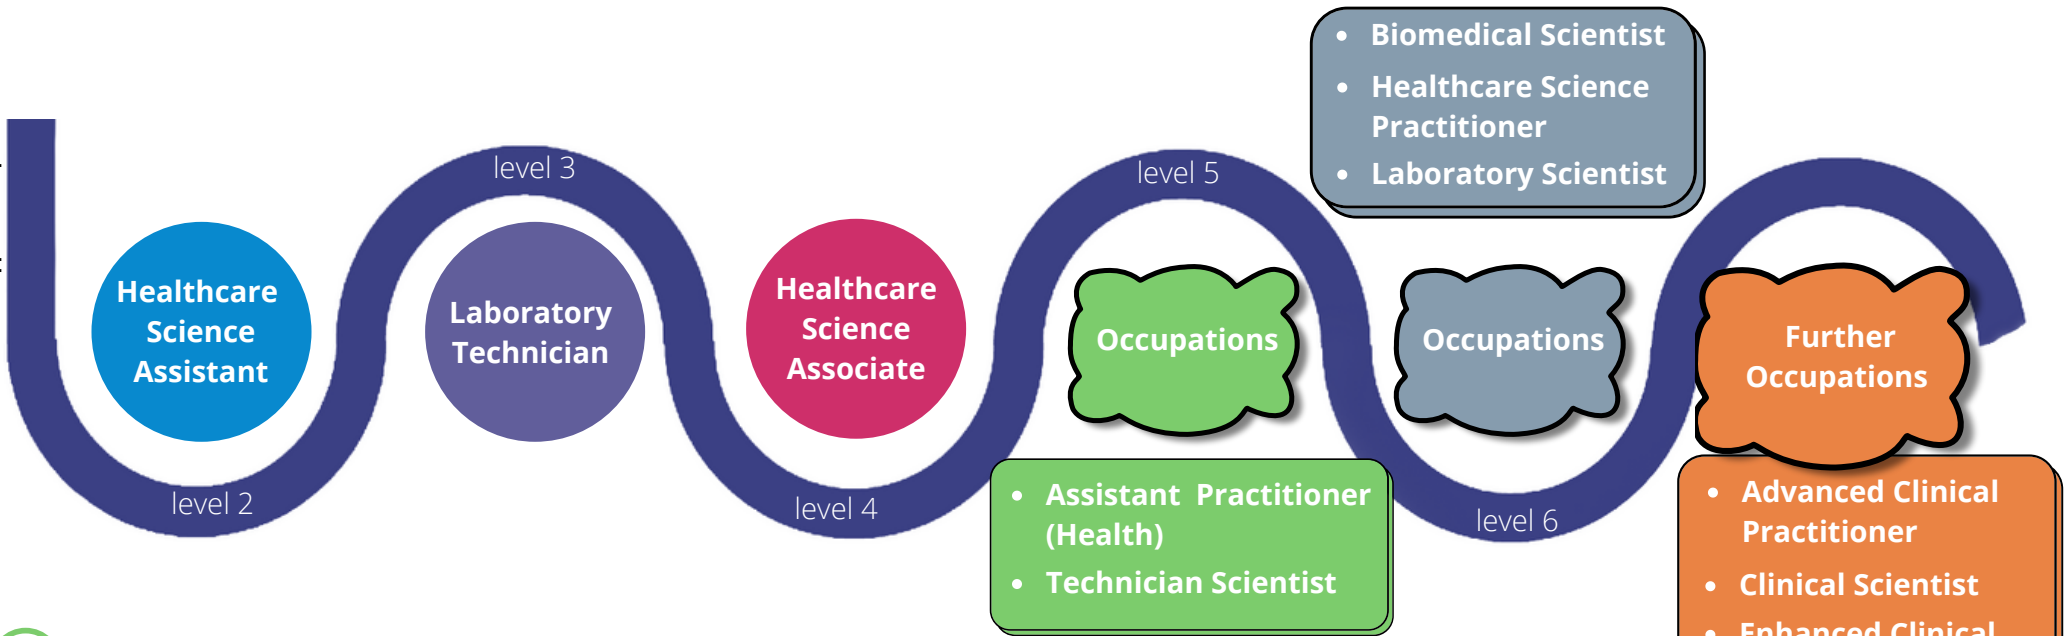 • Biomedical Scientist
• Healthcare Science
Practitioner
• Laboratory Scientist
level 3
level 5
Healthcare
Science
Assistant
Laboratory
Technician
Healthcare
Science
Associate
Occupations
Occupations
Further
Occupations
level 2
level 4
level 6
• Assistant Practitioner
(Health)
• Technician Scientist
• Advanced Clinical
Practitioner
• Clinical Scientist
• Enhanced Clinical